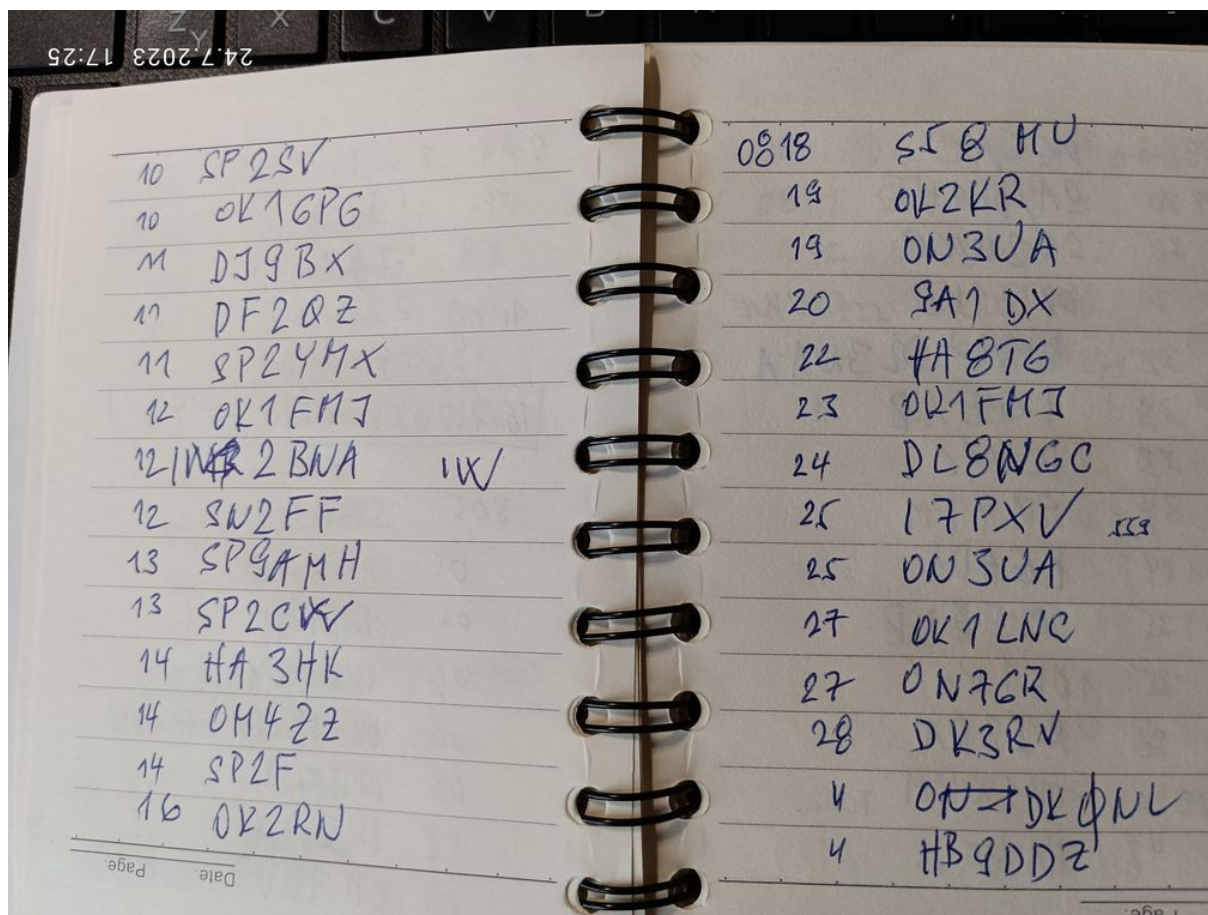 24.7.2023 17:25
10 SP2SV
10 OK1GPG
11 DJ9BX
11 DF2QZ
11 SP2YMX
12 OK1FMJ
12 2BNA
12 SN2FF
13 SP9AMH
13 SP2CW
14 HA3HK
14 OM4ZZ
14 SP2F
16 OK2RN
Page: Date:
0818 S58MU
19 OK2KR
19 ON3UA
20 9A1DX
22 HA8TG
23 OK1FMJ
24 DL8NGC
25 I7PXV 559
25 ON3UA
27 OK1LNC
27 ON7GR
28 DK3RV
4 DKØNL
4 HB9DDZ